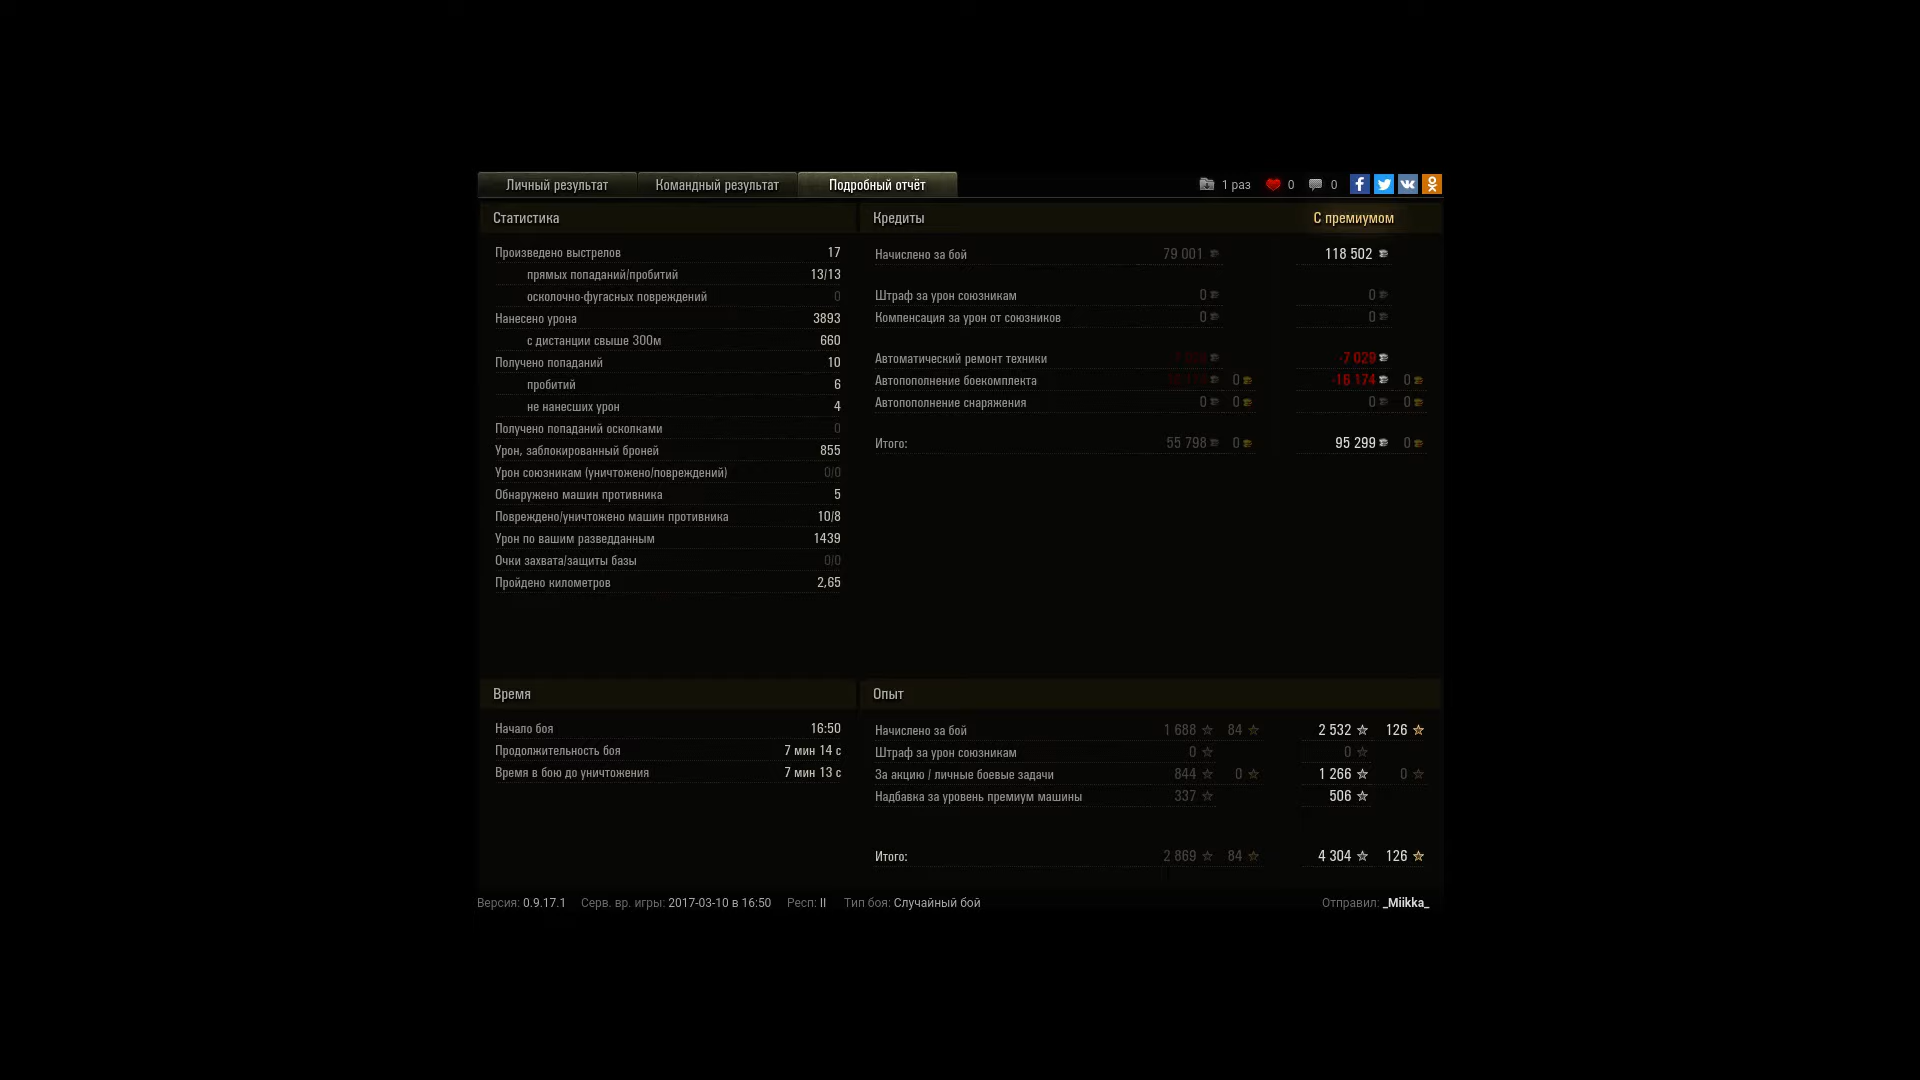 Личный результат Командный результат Подробный отчёт 1 раз 0 0
Статистика
Произведено выстрелов 17
прямых попаданий/пробитий 13/13
осколочно-фугасных повреждений 0
Нанесено урона 3893
с дистанции свыше 300м 660
Получено попаданий 10
пробитий 6
не нанесших урон 4
Получено попаданий осколками 0
Урон, заблокированный броней 855
Урон союзникам (уничтожено/повреждений) 0/0
Обнаружено машин противника 5
Повреждено/уничтожено машин противника 10/8
Урон по вашим разведданным 1439
Очки захвата/защиты базы 0/0
Пройдено километров 2,65
Кредиты С премиумом
Начислено за бой 79 001 118 502
Штраф за урон союзникам 0 0
Компенсация за урон от союзников 0 0
Автоматический ремонт техники -7 029
Автопополнение боекомплекта 0 -16 174 0
Автопополнение снаряжения 0 0 0 0
Итого: 55 798 0 95 299 0
Время
Начало боя 16:50
Продолжительность боя 7 мин 14 с
Время в бою до уничтожения 7 мин 13 с
Опыт
Начислено за бой 1 688 84 2 532 126
Штраф за урон союзникам 0 0
За акцию / личные боевые задачи 844 0 1 266 0
Надбавка за уровень премиум машины 337 506
Итого: 2 869 84 4 304 126
Версия: 0.9.17.1 Серв. вр. игры: 2017-03-10 в 16:50 Респ: II Тип боя: Случайный бой Отправил: _Miikka_